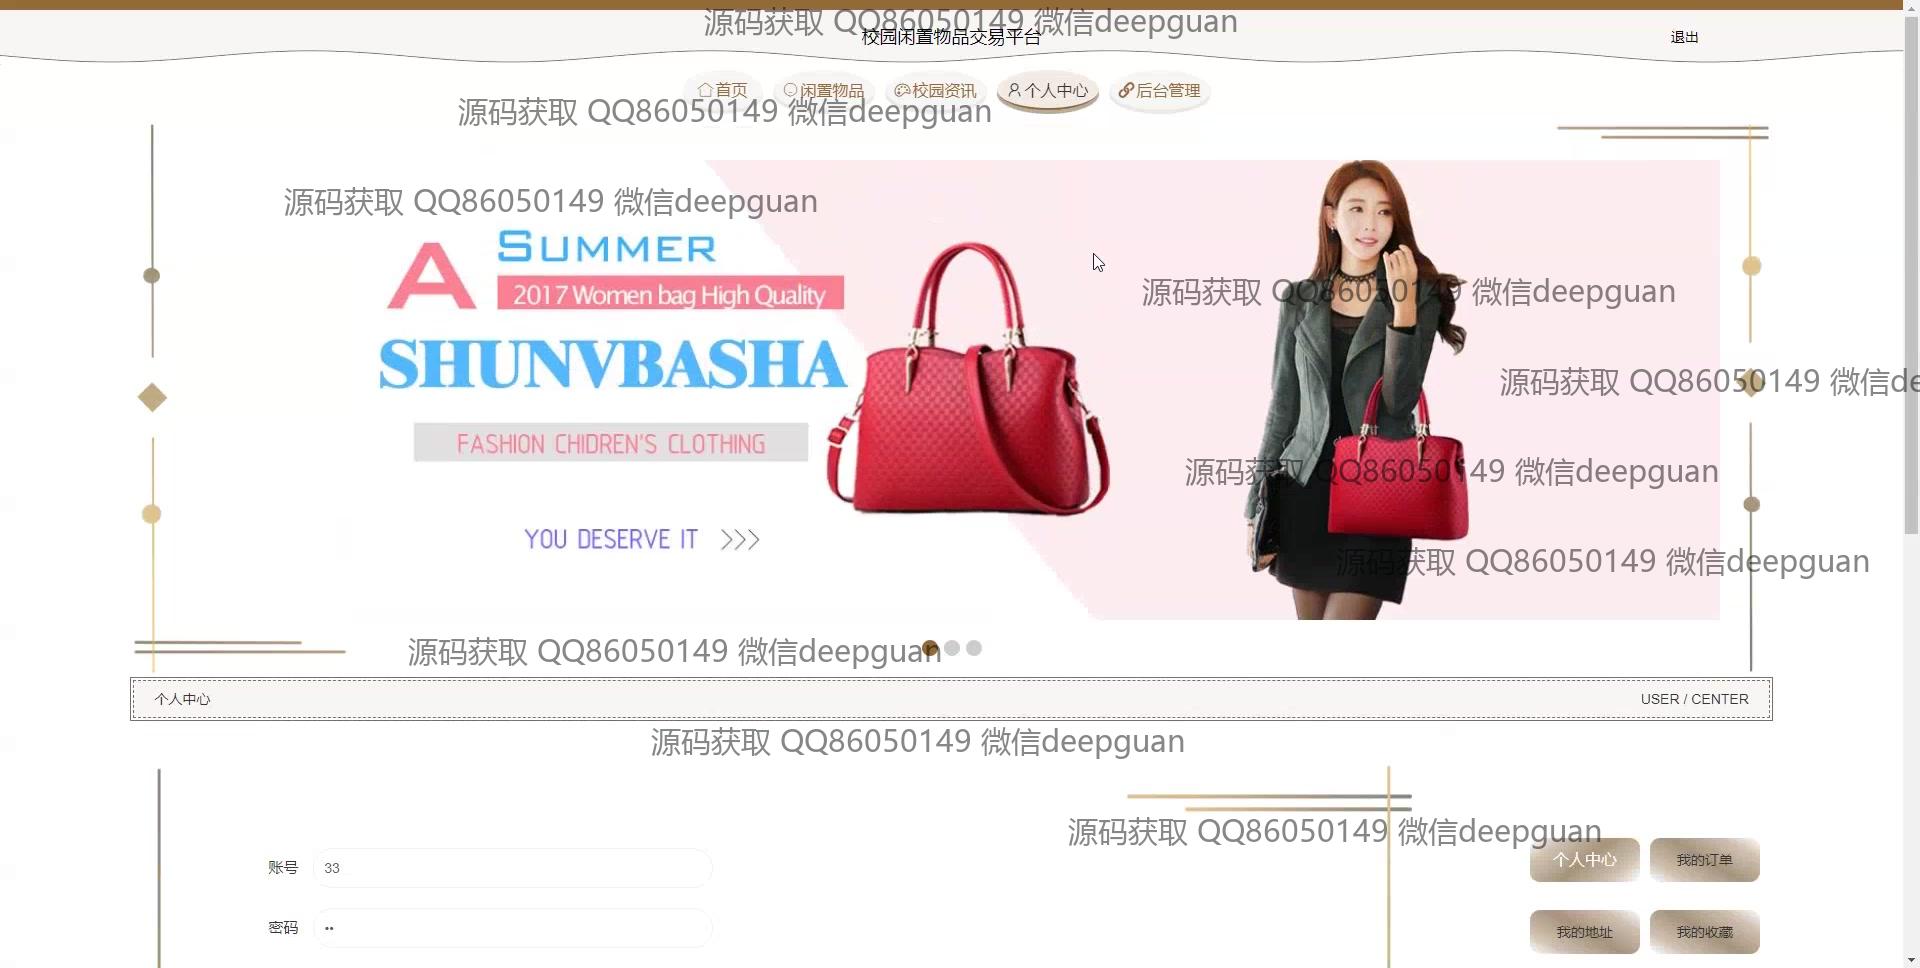 源码获取 QQ86050149 微信deepguan
校园闲置物品交易平台
退出
首页 闲置物品 校园资讯 个人中心 后台管理
源码获取 QQ86050149 微信deepguan
源码获取 QQ86050149 微信deepguan
A SUMMER
2017 Women bag High Quality
源码获取 QQ86050149 微信deepguan
SHUNVBASHA
源码获取 QQ86050149 微信de
FASHION CHIDREN'S CLOTHING
源码获取 QQ86050149 微信deepguan
YOU DESERVE IT >>>
源码获取 QQ86050149 微信deepguan
源码获取 QQ86050149 微信deepguan
个人中心 USER / CENTER
源码获取 QQ86050149 微信deepguan
源码获取 QQ86050149 微信deepguan
账号 33
个人中心 我的订单
密码 ••
我的地址 我的收藏